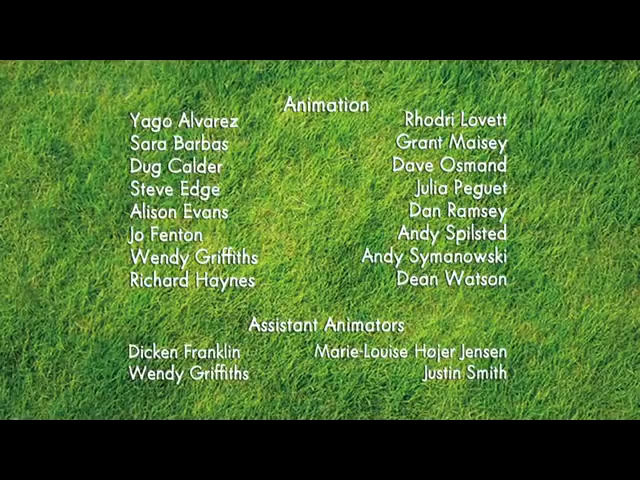 Animation
Yago Alvarez
Sara Barbas
Dug Calder
Steve Edge
Alison Evans
Jo Fenton
Wendy Griffiths
Richard Haynes
Rhodri Lovett
Grant Maisey
Dave Osmand
Julia Peguet
Dan Ramsey
Andy Spilsted
Andy Symanowski
Dean Watson
Assistant Animators
Dicken Franklin
Wendy Griffiths
Marie-Louise Højer Jensen
Justin Smith